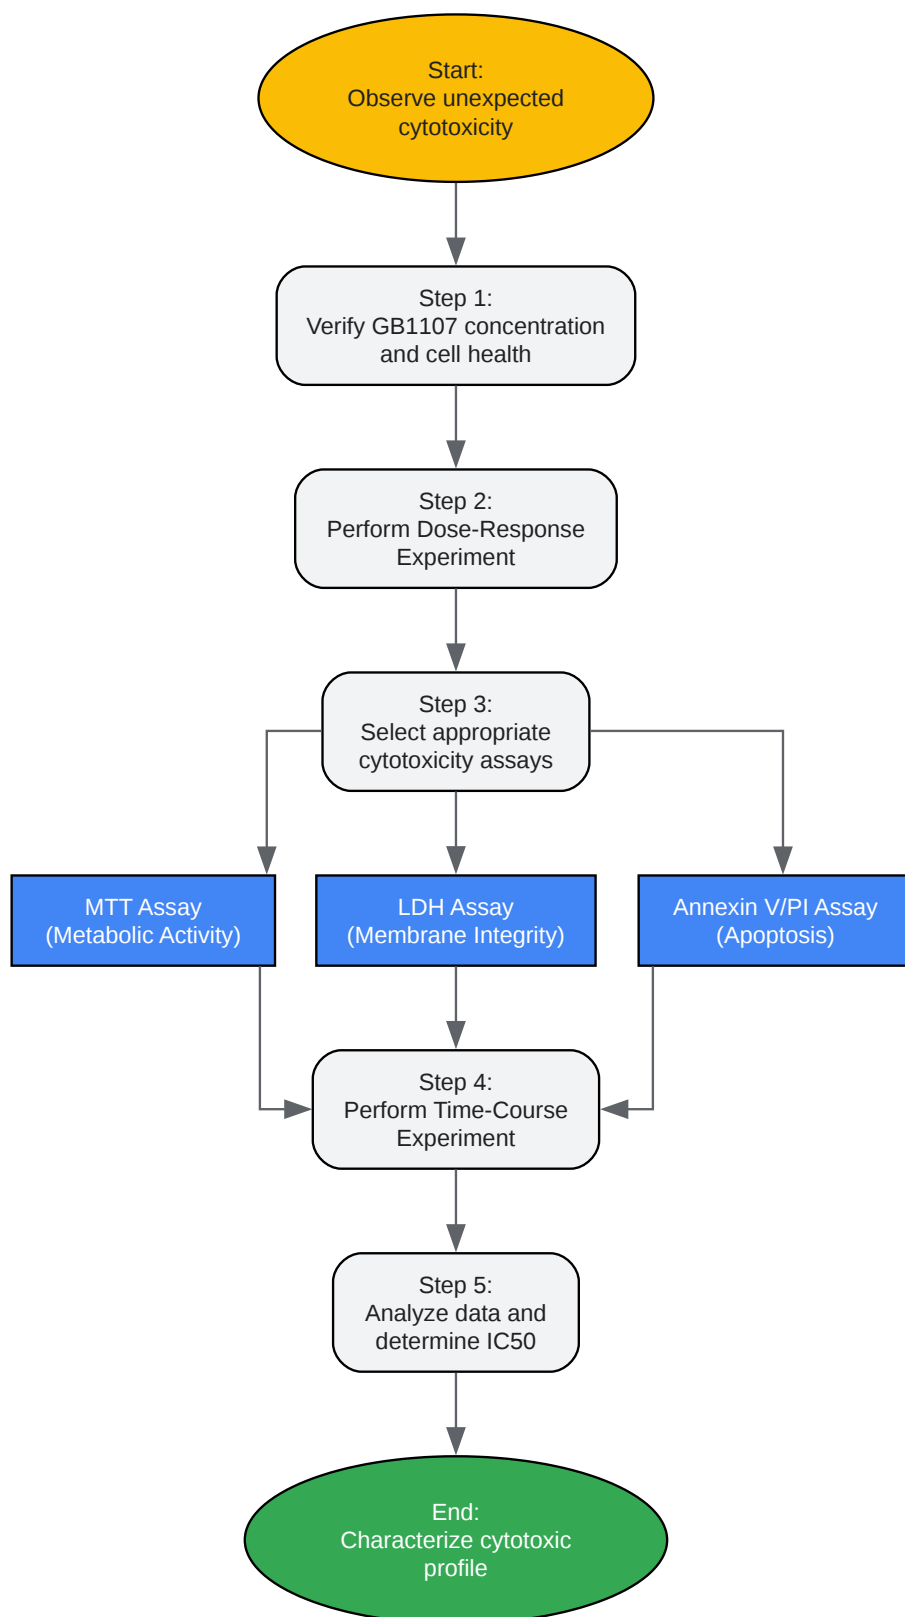 Start:
Observe unexpected
cytotoxicity
Step 1:
Verify GB1107 concentration
and cell health
Step 2:
Perform Dose-Response
Experiment
Step 3:
Select appropriate
cytotoxicity assays
MTT Assay
(Metabolic Activity)
LDH Assay
(Membrane Integrity)
Annexin V/PI Assay
(Apoptosis)
Step 4:
Perform Time-Course
Experiment
Step 5:
Analyze data and
determine IC50
End:
Characterize cytotoxic
profile